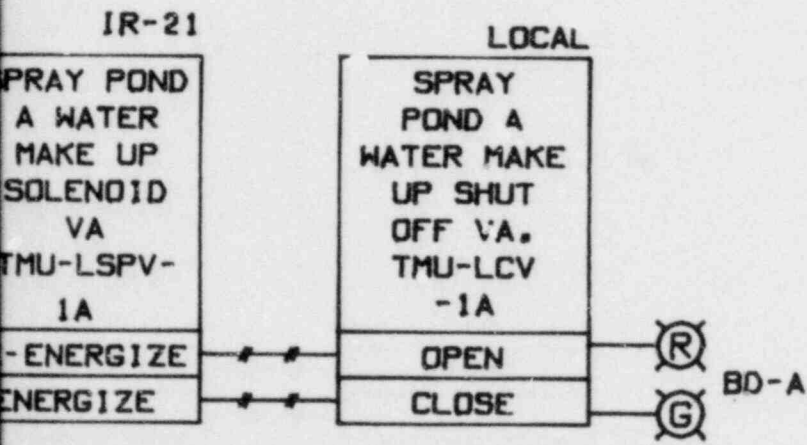 IR-21
PRAY POND
A WATER
MAKE UP
SOLENOID
VA
TMU-LSPV-
1A
-ENERGIZE
ENERGIZE
LOCAL
SPRAY
POND A
WATER MAKE
UP SHUT
OFF VA.
TMU-LCV
-1A
OPEN
CLOSE
R
G
BD-A